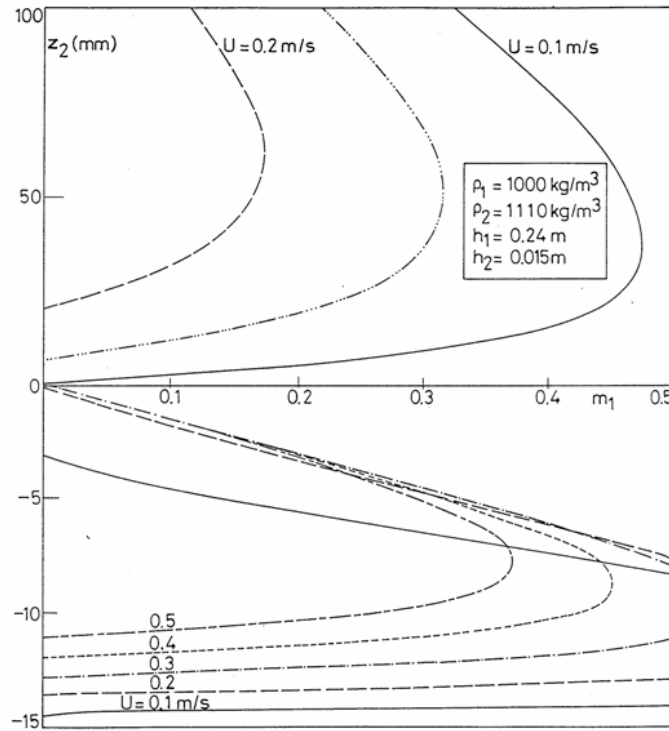 100
z₂(mm)
U = 0.2 m/s
U = 0.1 m/s
ρ₁ = 1000 kg/m³
ρ₂ = 1110 kg/m³
h₁ = 0.24 m
h₂ = 0.015 m
50
0
0.1
0.2
0.3
0.4
m₁
0.5
-5
-10
0.5
0.4
0.3
0.2
U = 0.1 m/s
-15